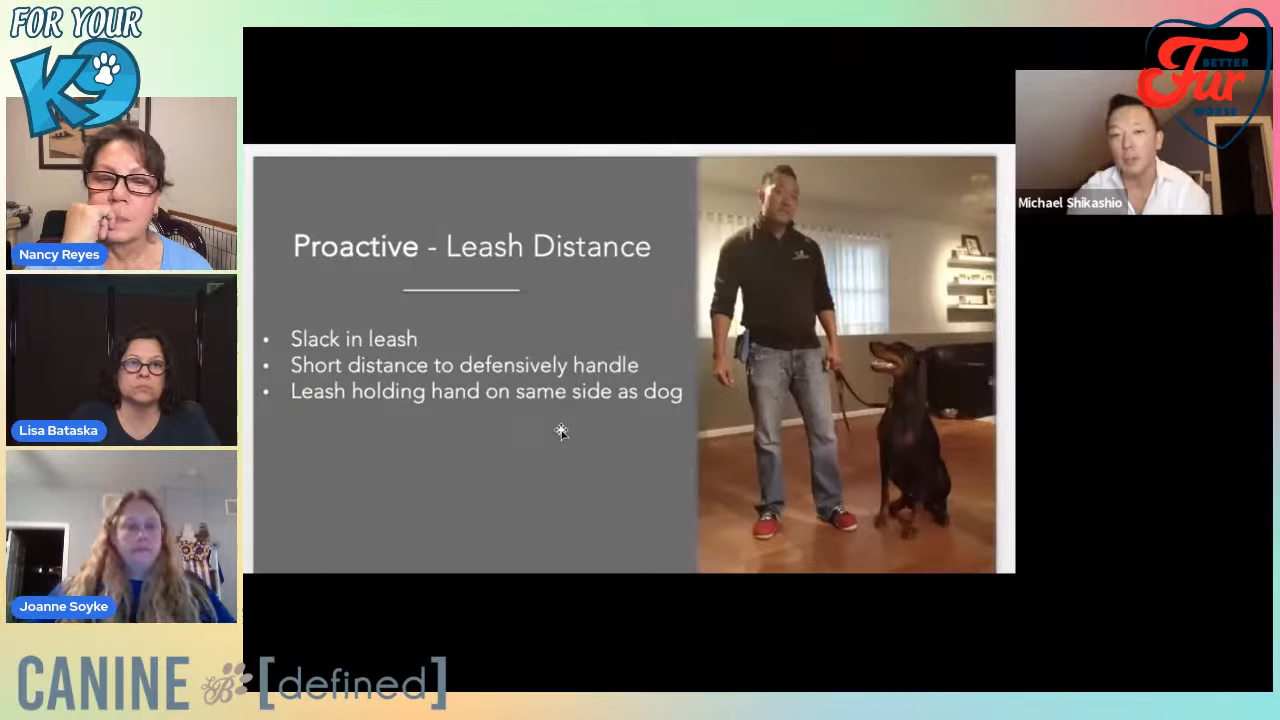 FOR YOUR
K9
BETTER
Fur
WORSE
Michael Shikashio
Nancy Reyes
Proactive - Leash Distance
• Slack in leash
• Short distance to defensively handle
• Leash holding hand on same side as dog
Lisa Bataska
Joanne Soyke
CANINE [defined]